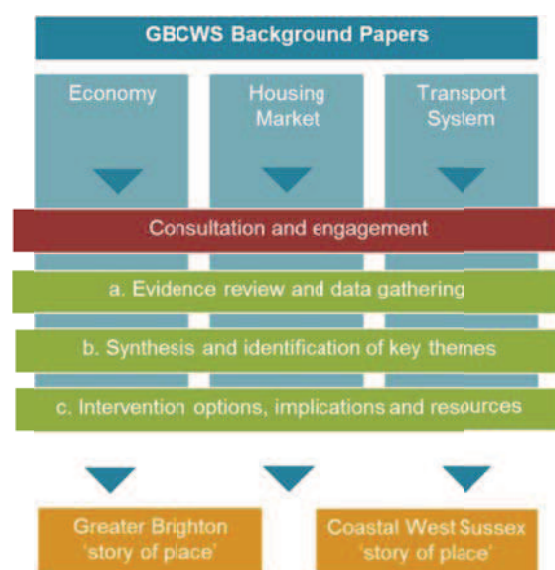 GBCWS Background Papers
Economy
Housing
Market
Transport
System
Consultation and engagement
a. Evidence review and data gathering
b. Synthesis and identification of key themes
c. Intervention options, implications and resources
Greater Brighton
'story of place'
Coastal West Sussex
'story of place'